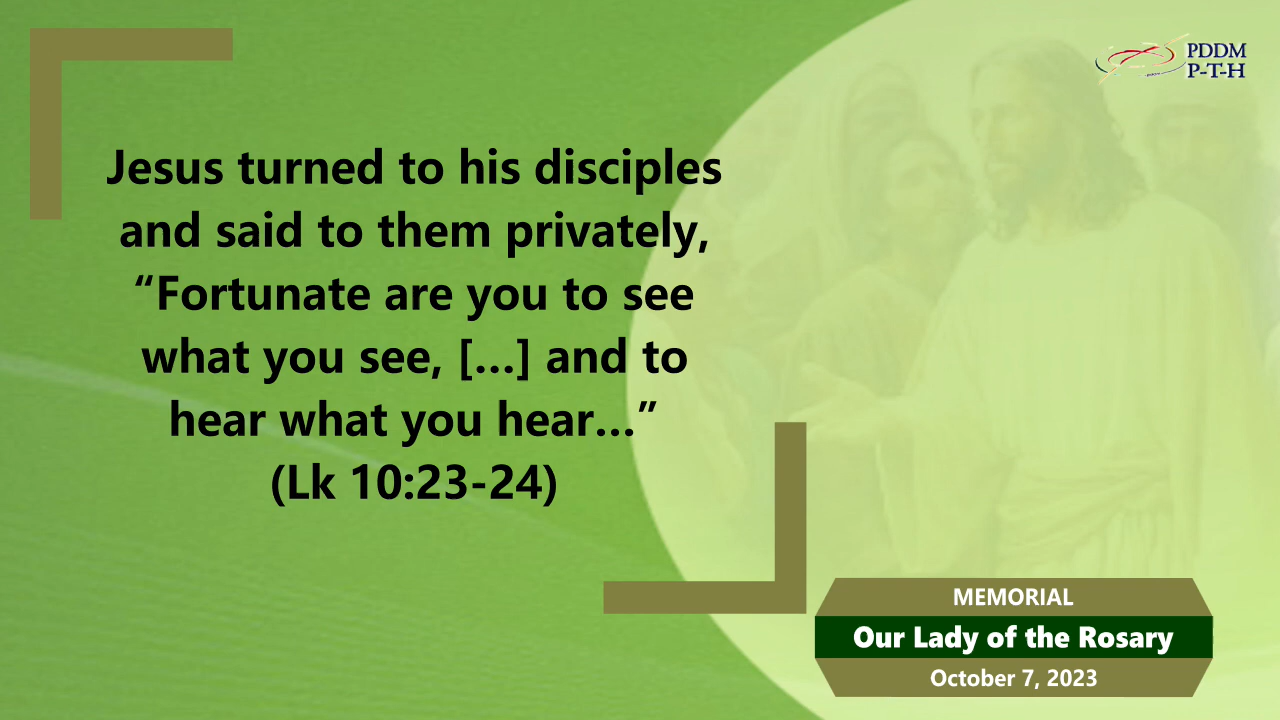 PDDM
P-T-H
Jesus turned to his disciples
and said to them privately,
“Fortunate are you to see
what you see, […] and to
hear what you hear…”
(Lk 10:23-24)
MEMORIAL
Our Lady of the Rosary
October 7, 2023